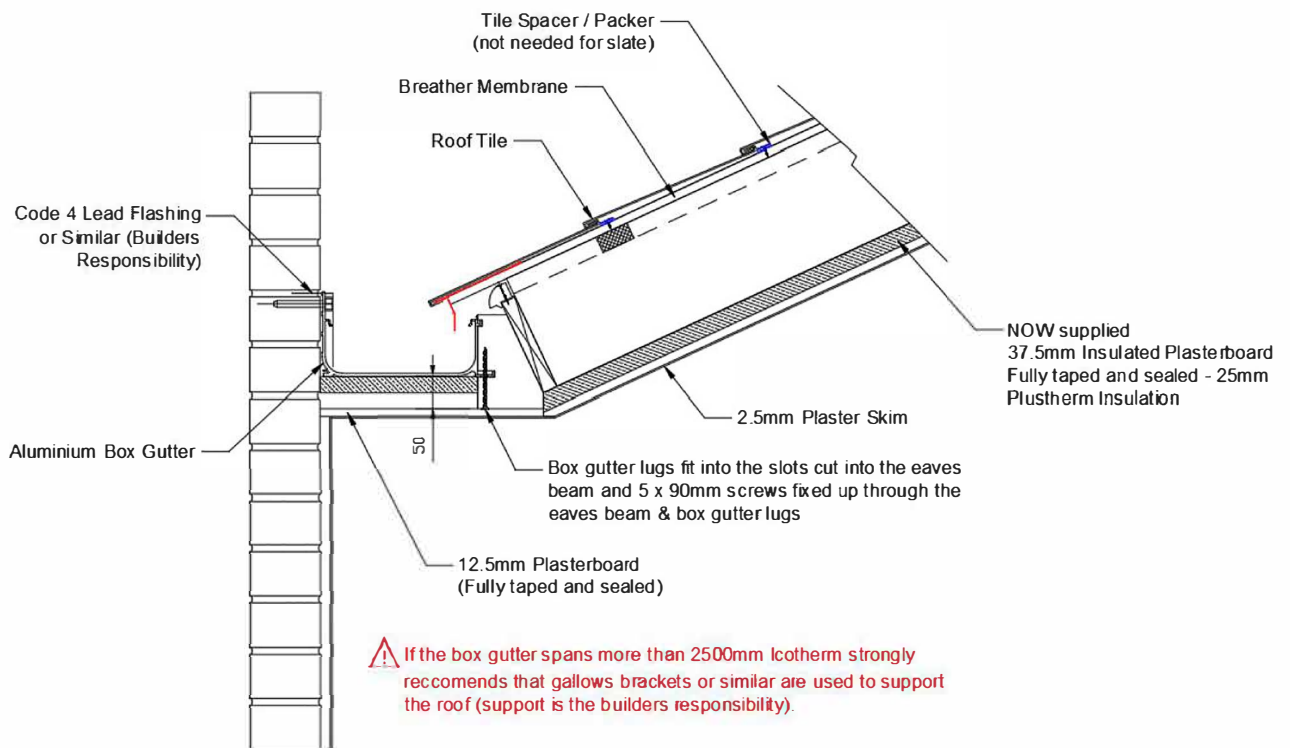 Tile Spacer / Packer
(not needed for slate)
Breather Membrane
Roof Tile
Code 4 Lead Flashing
or Similar (Builders
Responsibility)
NOW supplied
37.5mm Insulated Plasterboard
Fully taped and sealed - 25mm
Plustherm Insulation
2.5mm Plaster Skim
50
Aluminium Box Gutter
Box gutter lugs fit into the slots cut into the eaves
beam and 5 x 90mm screws fixed up through the
eaves beam & box gutter lugs
12.5mm Plasterboard
(Fully taped and sealed)
If the box gutter spans more than 2500mm Icotherm strongly
reccomends that gallows brackets or similar are used to support
the roof (support is the builders responsibility).